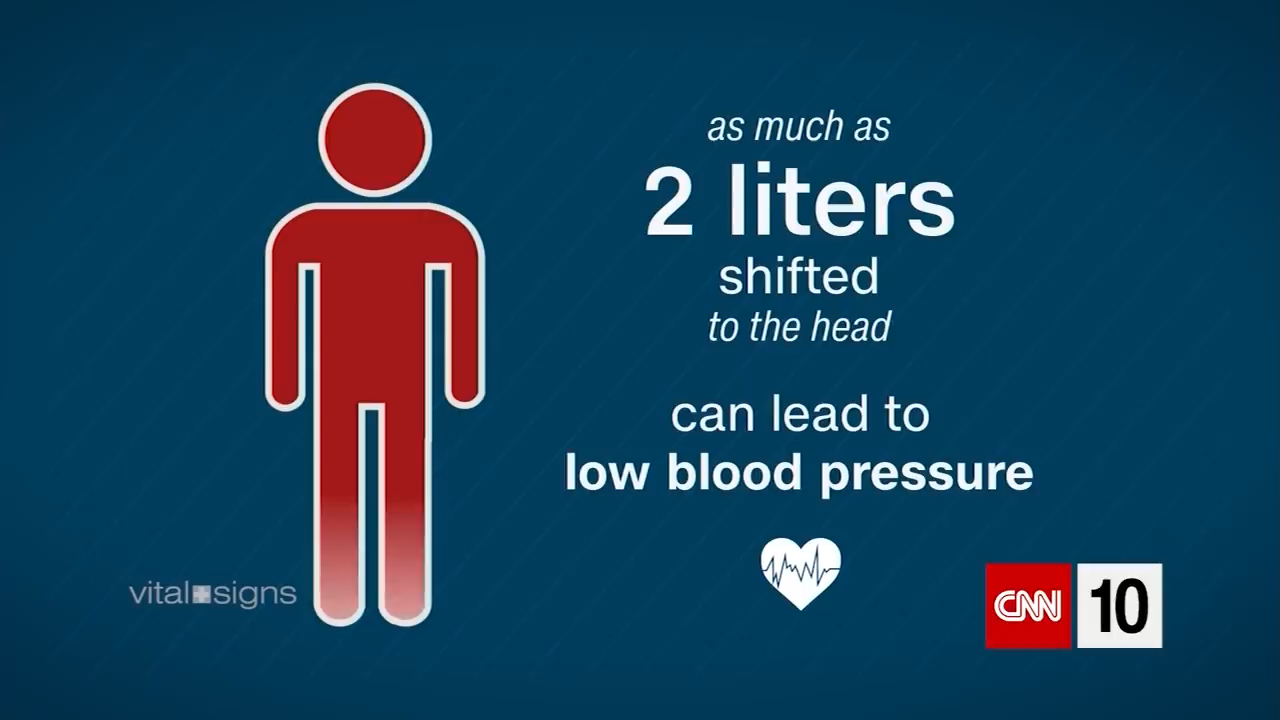 as much as
2 liters
shifted
to the head
can lead to
low blood pressure
vital signs
CNN 10